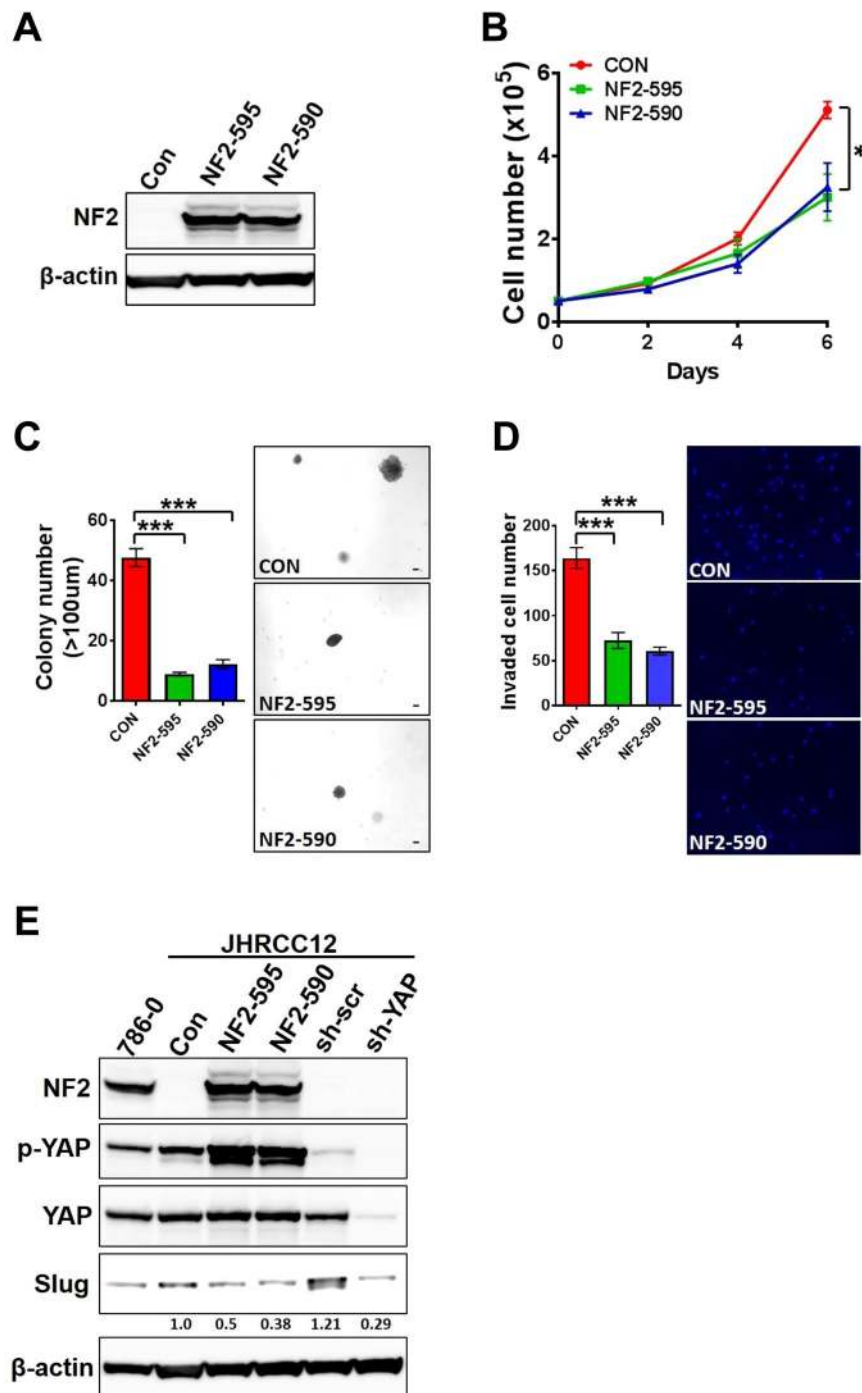 A
Con
NF2-595
NF2-590
NF2
β-actin
B
CON
NF2-595
NF2-590
Cell number (x10⁵)
6
4
2
0
*
0 2 4 6
Days
C
Colony number
(>100um)
60
40
20
0
***
***
CON
NF2-595
NF2-590
CON
NF2-595
NF2-590
D
Invaded cell number
200
150
100
50
0
***
***
CON
NF2-595
NF2-590
CON
NF2-595
NF2-590
E
JHRCC12
786-0
Con
NF2-595
NF2-590
sh-scr
sh-YAP
NF2
p-YAP
YAP
Slug
1.0 0.5 0.38 1.21 0.29
β-actin